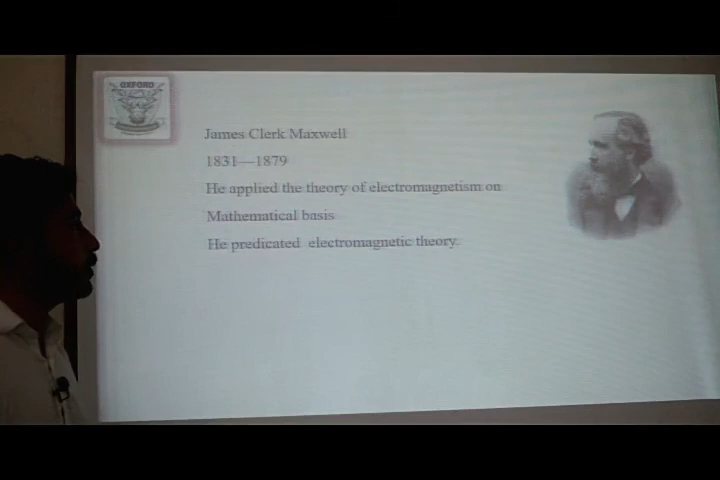 OXFORD
James Clerk Maxwell
1831—1879
He applied the theory of electromagnetism on
Mathematical basis
He predicated electromagnetic theory.